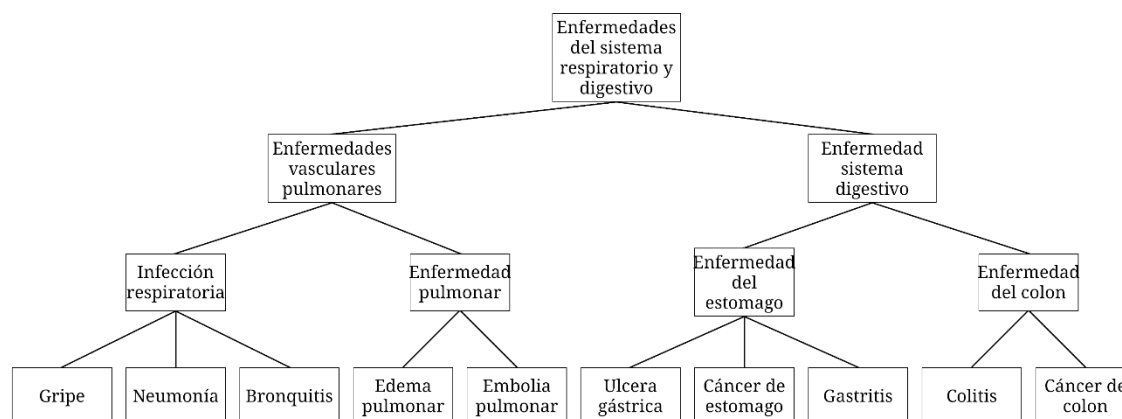 Enfermedades
del sistema
respiratorio y
digestivo
Enfermedades
vasculares
pulmonares
Enfermedad
sistema
digestivo
Infección
respiratoria
Enfermedad
pulmonar
Enfermedad
del
estomago
Enfermedad
del colon
Gripe
Neumonía
Bronquitis
Edema
pulmonar
Embolia
pulmonar
Ulcera
gástrica
Cáncer de
estomago
Gastritis
Colitis
Cáncer de
colon